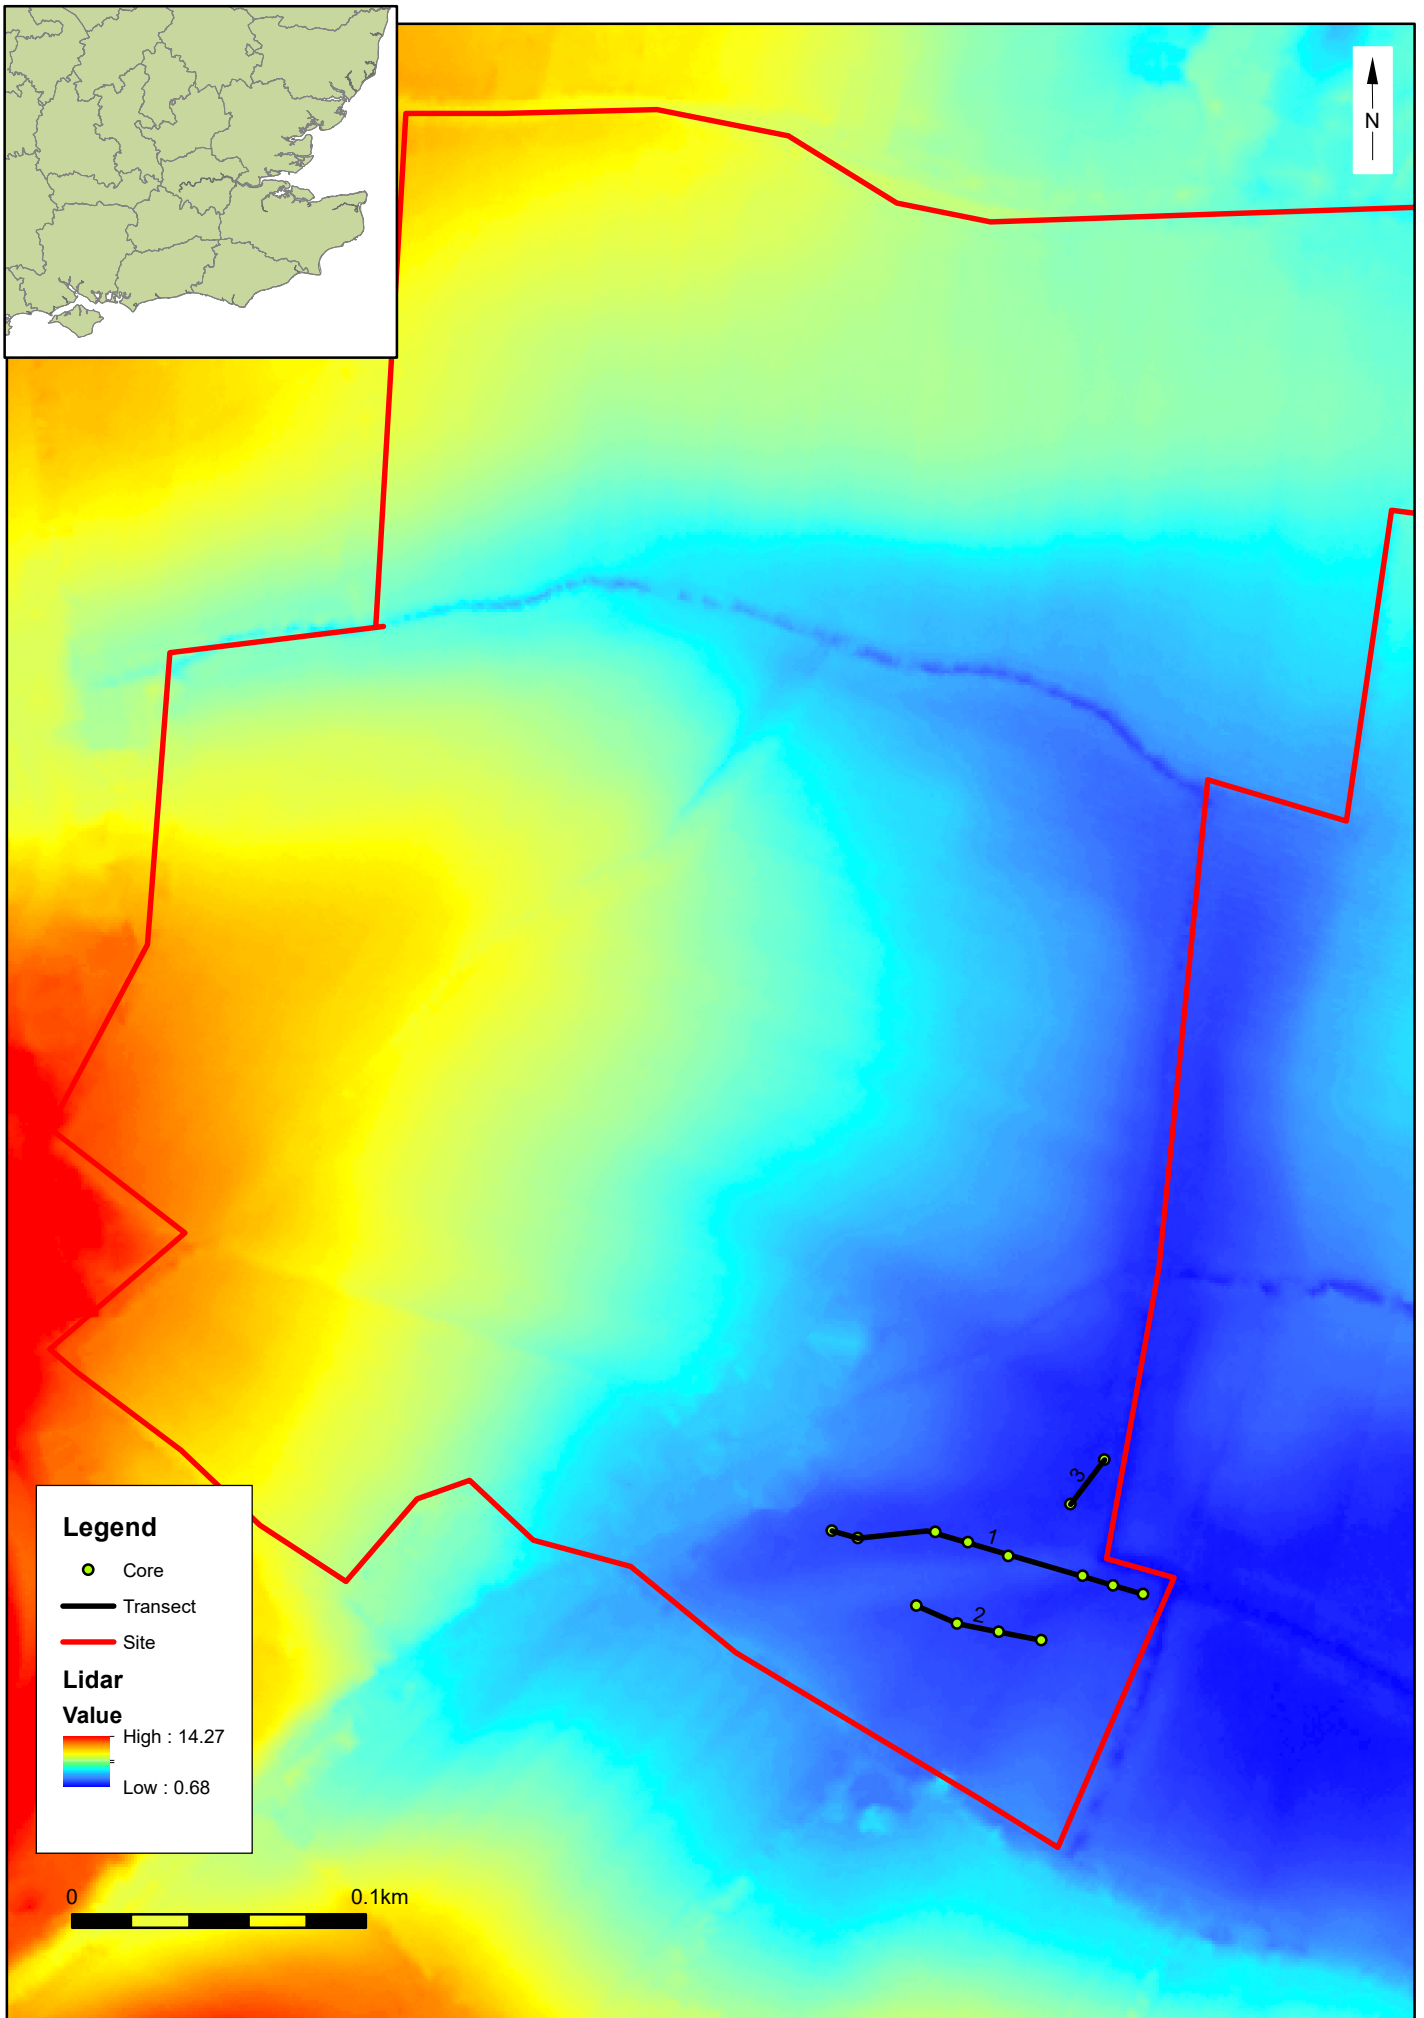 N
3
1
2
Legend
Core
Transect
Site
Lidar
Value
High : 14.27
Low : 0.68
0 0.1km